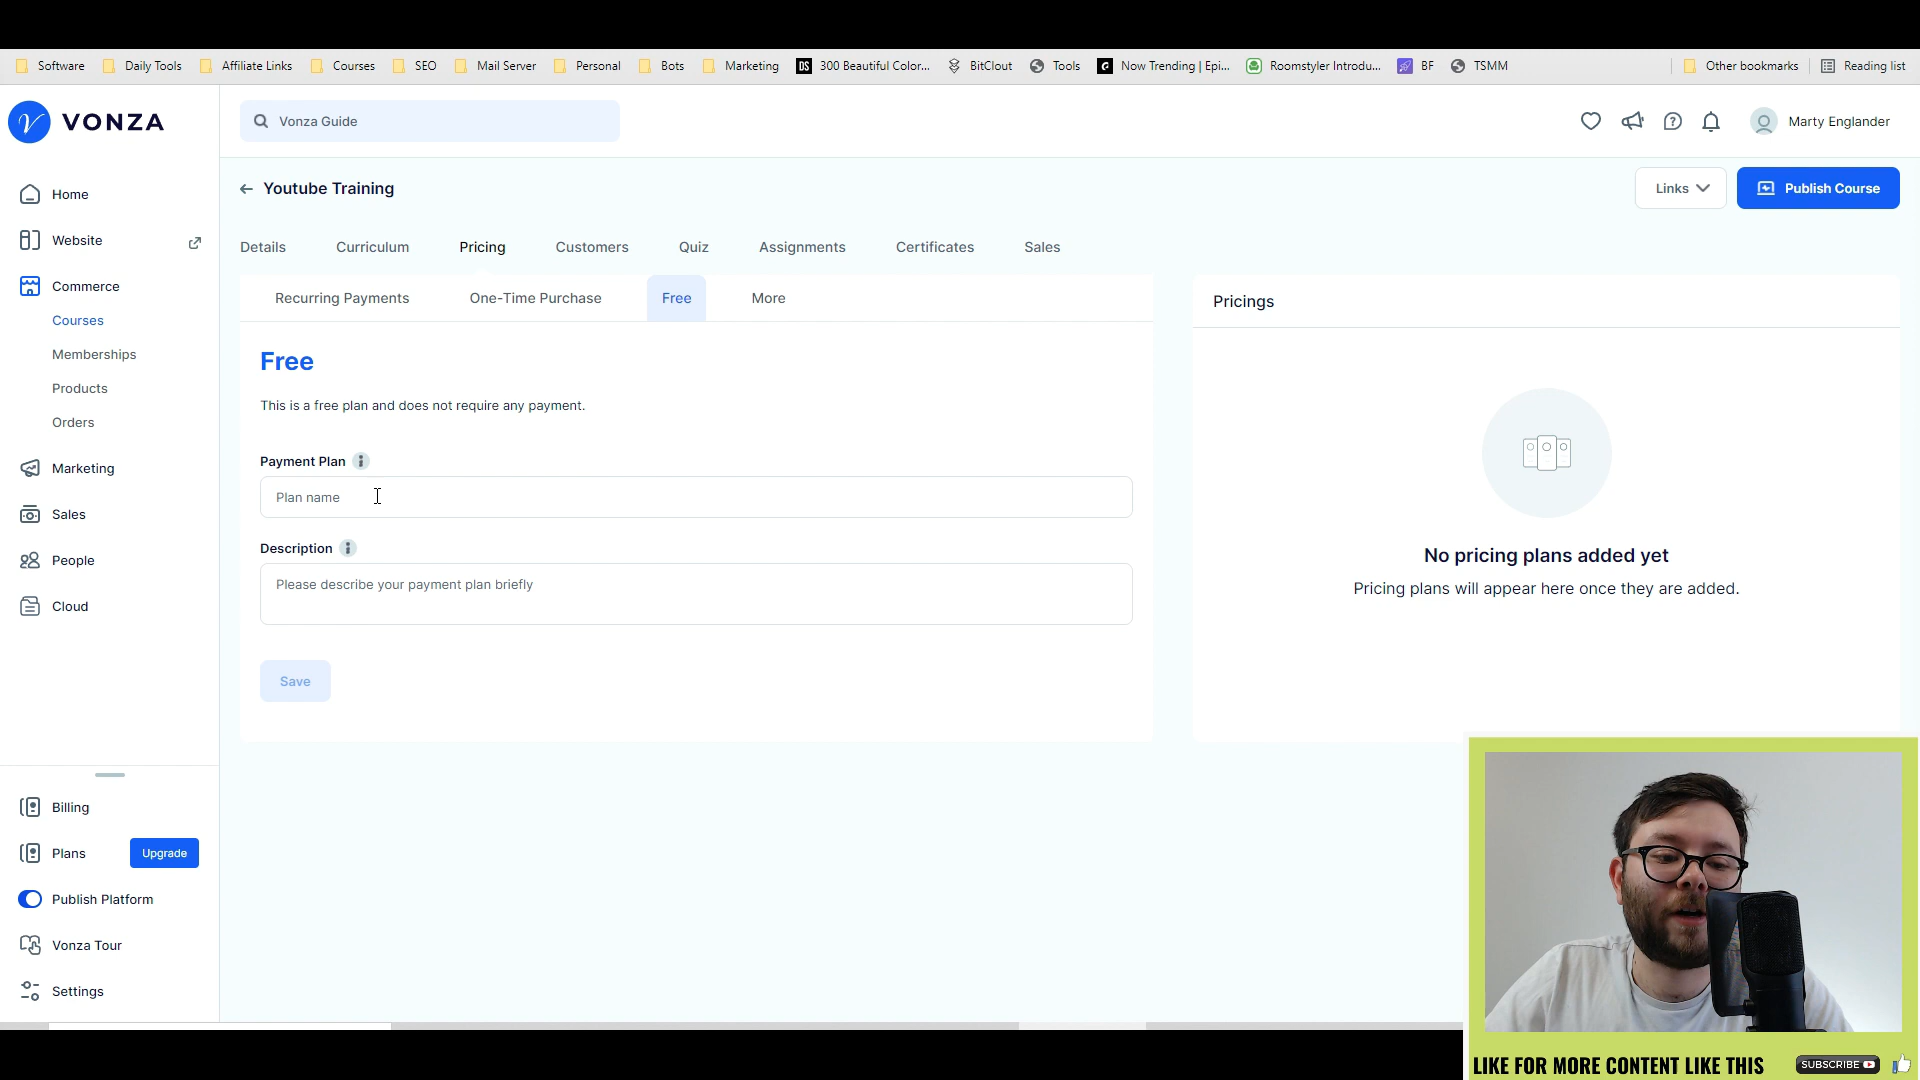 Software Daily Tools Affiliate Links Courses SEO Mail Server Personal Bots Marketing DS 300 Beautiful Color... BitClout Tools Now Trending | Epi... Roomstyler Introdu... BF TSMM Other bookmarks Reading list
VONZA
Vonza Guide
Marty Englander
Home
Website
Commerce
Courses
Memberships
Products
Orders
Marketing
Sales
People
Cloud
Billing
Plans Upgrade
Publish Platform
Vonza Tour
Settings
Youtube Training
Links
Publish Course
Details Curriculum Pricing Customers Quiz Assignments Certificates Sales
Recurring Payments One-Time Purchase Free More
Free
This is a free plan and does not require any payment.
Payment Plan
Plan name
Description
Please describe your payment plan briefly
Save
Pricings
No pricing plans added yet
Pricing plans will appear here once they are added.
LIKE FOR MORE CONTENT LIKE THIS
SUBSCRIBE